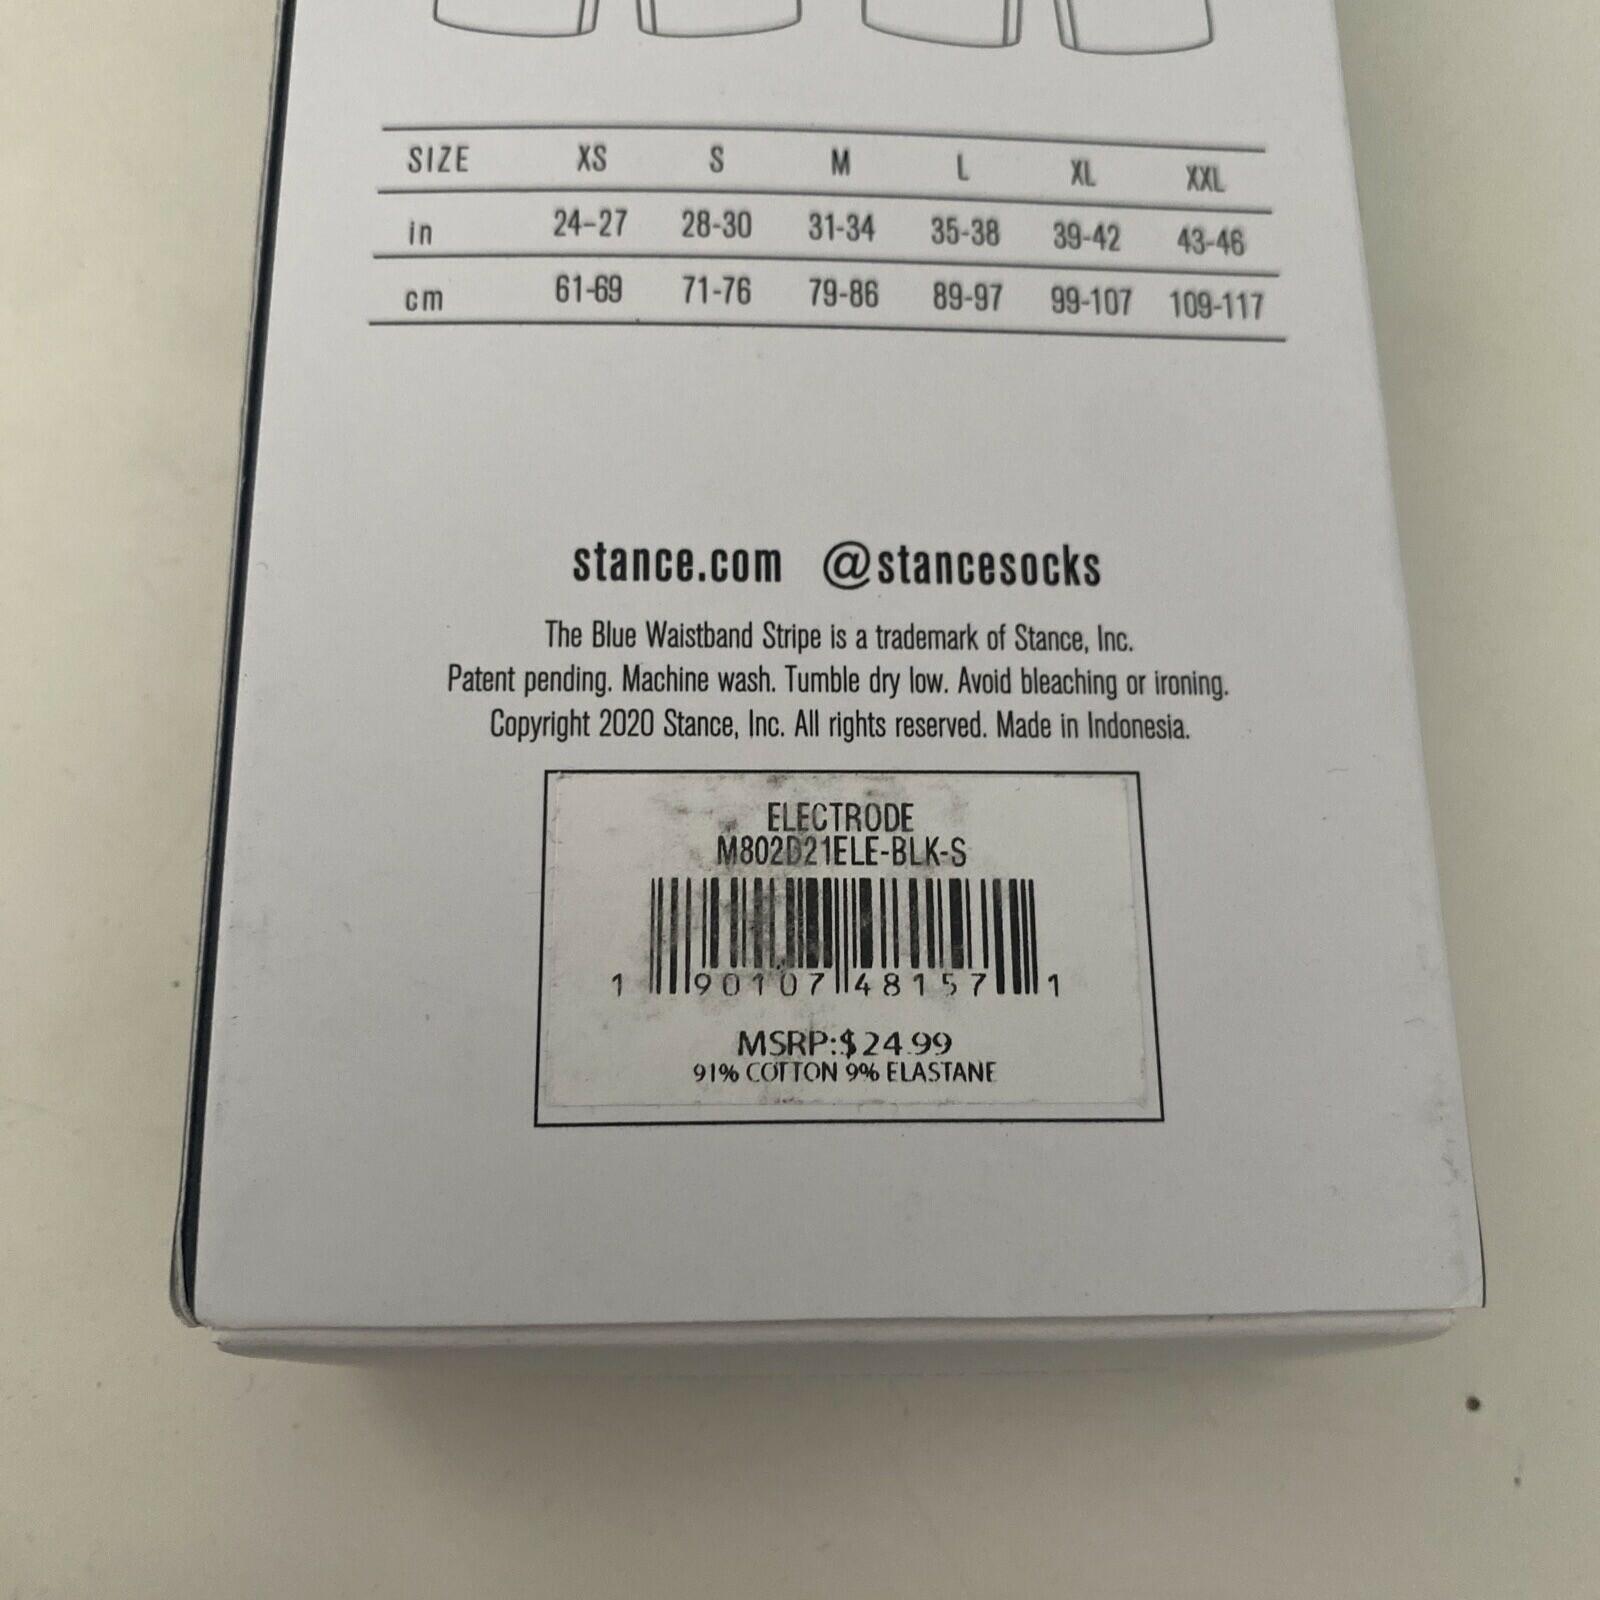 SIZE XS S M L XL XXL
in 24-27 28-30 31-34 35-38 39-42 43-46
cm 61-69 71-76 79-86 89-97 99-107 109-117
stance.com @stancesocks
The Blue Waistband Stripe is a trademark of Stance, Inc.
Patent pending. Machine wash. Tumble dry low. Avoid bleaching or ironing.
Copyright 2020 Stance, Inc. All rights reserved. Made in Indonesia.
ELECTRODE
M802D21ELE-BLK-S
1 90107 48157 1
MSRP:$24.99
91% COTTON 9% ELASTANE